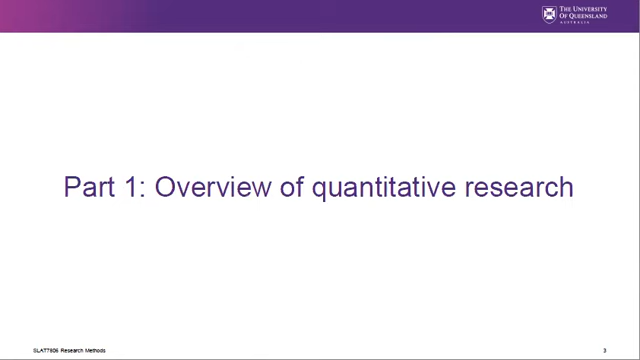 THE UNIVERSITY
OF QUEENSLAND
AUSTRALIA
Part 1: Overview of quantitative research
SLAT7806 Research Methods
3